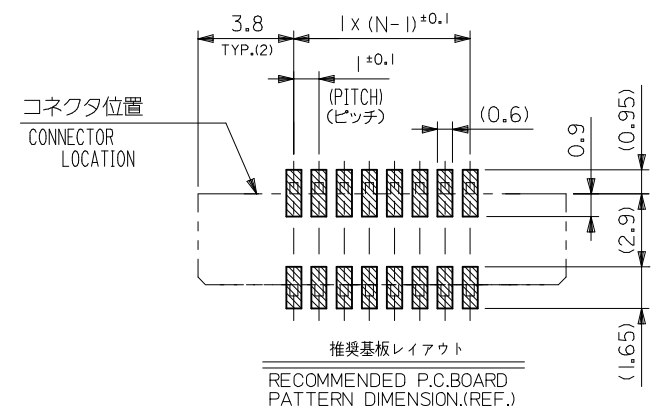 3.8
TYP.(2)
1 x (N-1)±0.1
1±0.1
(PITCH)
(ピッチ)
(0.6)
0.9
(0.95)
コネクタ位置
CONNECTOR
LOCATION
(2.9)
(1.65)
推奨基板レイアウト
RECOMMENDED P.C.BOARD
PATTERN DIMENSION.(REF.)